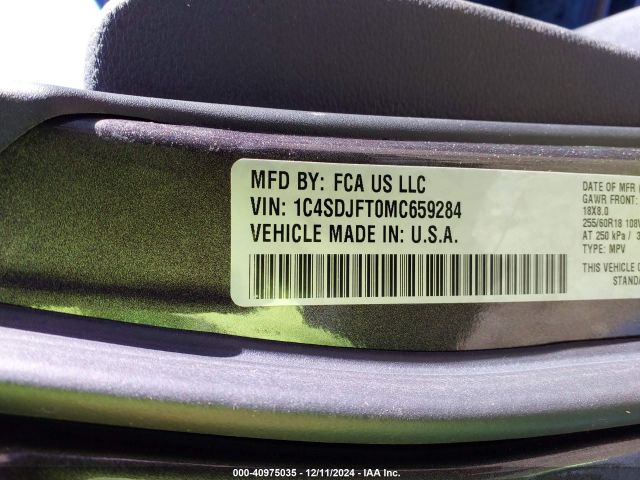 MFD BY: FCA US LLC
VIN: 1C4SDJFT0MC659284
VEHICLE MADE IN: U.S.A.
DATE OF MFR
GAWR FRONT:
18X8.0
255/60R18 108V
AT 250 kPa /
TYPE: MPV
THIS VEHICLE
STANDA
000-40975035 - 12/11/2024 - IAA Inc.